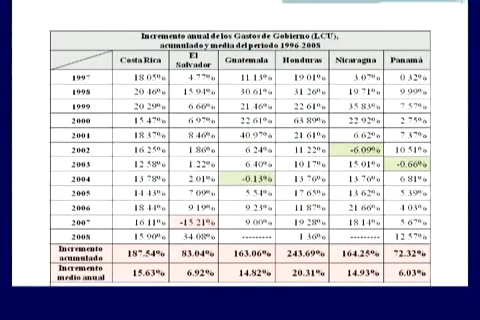 Incremento anual de los Gastos de Gobierno (LCU),
acumulado y media del periodo 1996-2008
Costa Rica El Salvador Guatemala Honduras Nicaragua Panamá
1997 18.05% 4.77% 11.13% 19.01% 3.07% 0.32%
1998 20.46% 15.94% 30.61% 31.26% 19.71% 9.99%
1999 20.29% 6.66% 21.46% 22.61% 35.83% 7.57%
2000 15.47% 6.97% 22.61% 63.89% 22.92% 2.75%
2001 18.37% 8.46% 40.97% 21.61% 6.62% 7.37%
2002 16.25% 1.86% 6.24% 11.22% -6.09% 10.51%
2003 12.58% 1.22% 6.40% 10.17% 15.01% -0.66%
2004 13.78% 2.01% -0.13% 13.76% 13.76% 0.81%
2005 14.43% 7.09% 5.54% 17.65% 13.62% 5.39%
2006 18.44% 9.19% 9.23% 11.87% 21.66% 4.03%
2007 16.11% -15.21% 9.00% 19.28% 18.14% 5.67%
2008 15.90% 34.08% --------- 1.36% --------- 12.57%
Incremento acumulado 187.54% 83.04% 163.06% 243.69% 164.25% 72.32%
Incremento medio anual 15.63% 6.92% 14.82% 20.31% 14.93% 6.03%